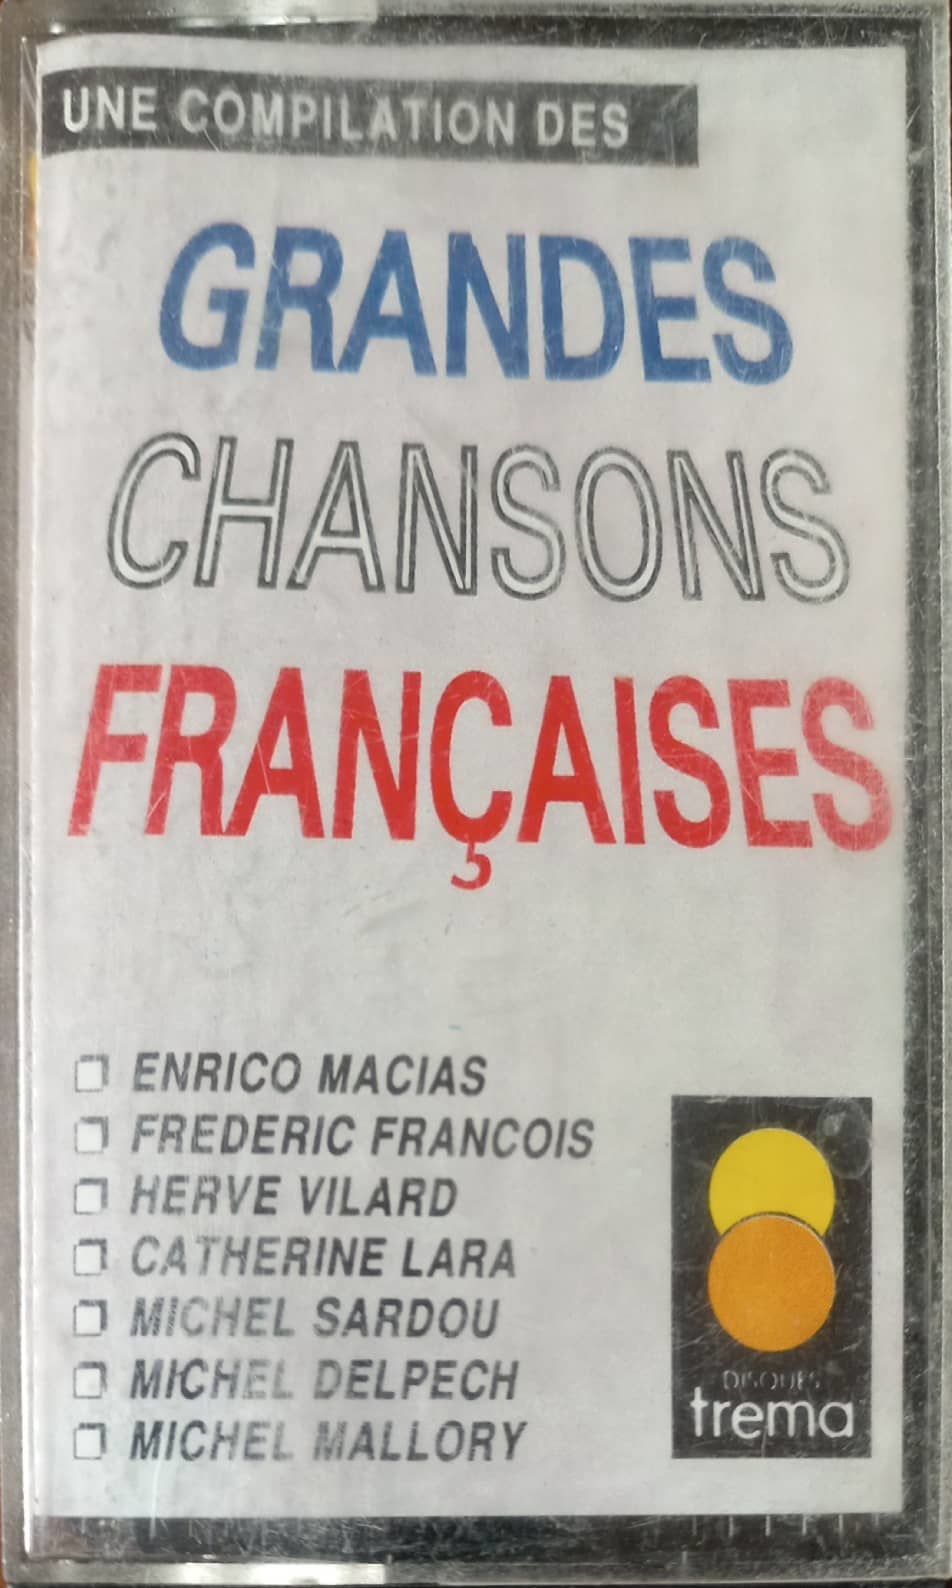 UNE COMPILATION DES
GRANDES
CHANSONS
FRANÇAISES
ENRICO MACIAS
FREDERIC FRANCOIS
HERVE VILARD
CATHERINE LARA
MICHEL SARDOU
MICHEL DELPECH
MICHEL MALLORY
DISQUES
trema